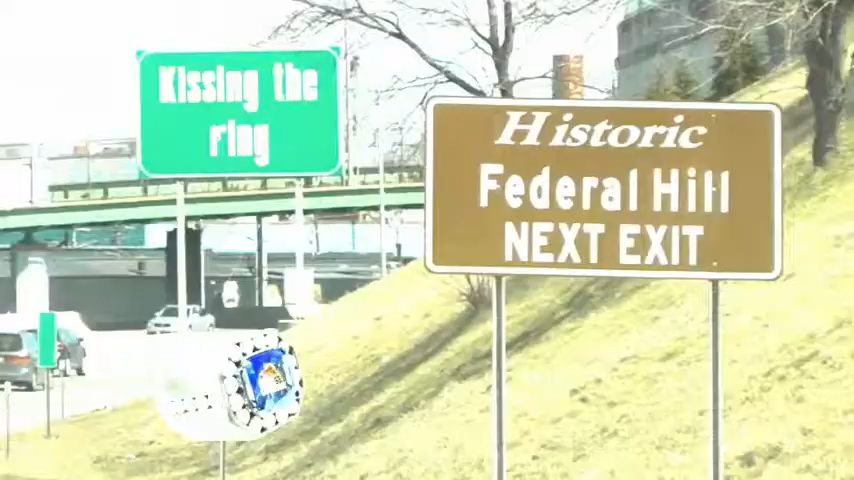 Kissing the
ring
Historic
Federal Hill
NEXT EXIT